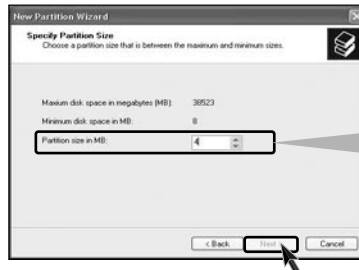 New Partition Wizard
Specify Partition Size
Choose a partition size that is between the maximum and minimum sizes.
Maxium disk space in megabytes (MB): 38523
Minimum disk space in MB: 8
Partition size in MB: 4
< Back Next > Cancel